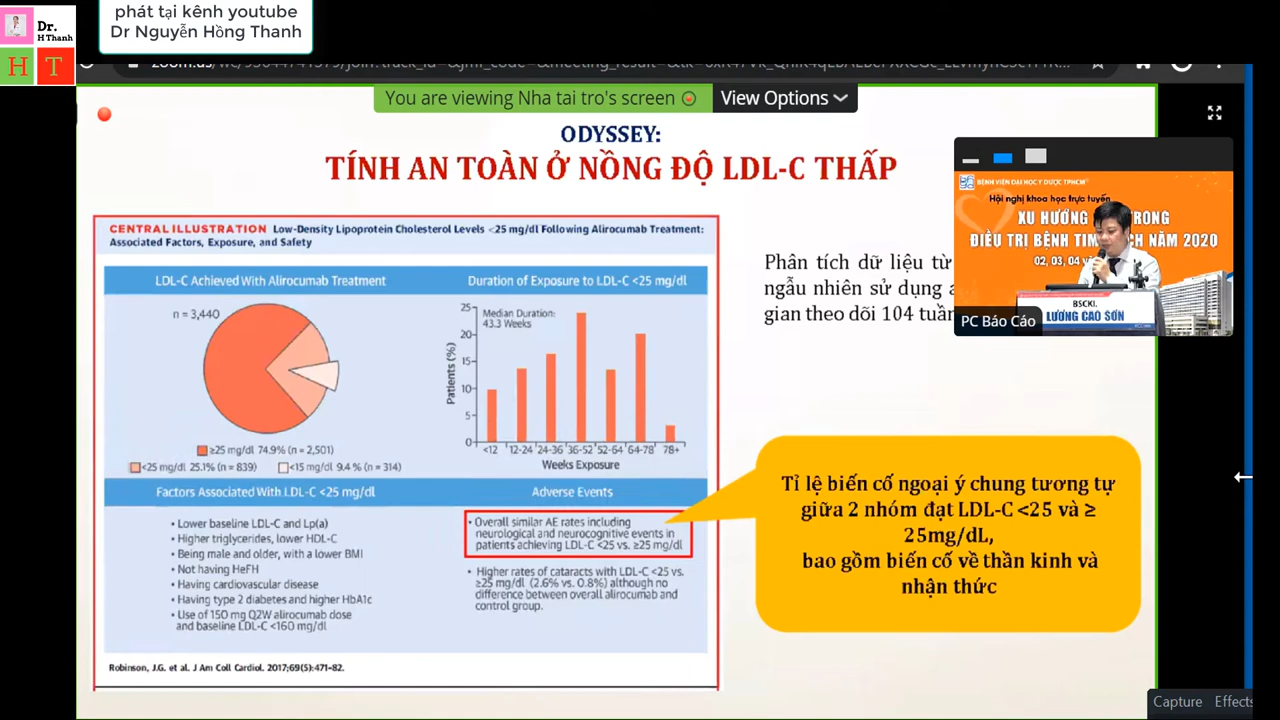 phát tại kênh youtube
Dr Nguyễn Hồng Thanh
Dr.
H Thanh
H T
You are viewing Nha tai tro's screen
View Options
ODYSSEY:
TÍNH AN TOÀN Ở NỒNG ĐỘ LDL-C THẤP
CENTRAL ILLUSTRATION Low-Density Lipoprotein Cholesterol Levels <25 mg/dl Following Alirocumab Treatment:
Associated Factors, Exposure, and Safety
LDL-C Achieved With Alirocumab Treatment
n = 3,440
≥25 mg/dl 74.9% (n = 2,501)
<25 mg/dl 25.1% (n = 839)
<15 mg/dl 9.4 % (n = 314)
Duration of Exposure to LDL-C <25 mg/dl
Median Duration:
43.3 Weeks
Patients (%)
25
20
15
10
5
0
<12 12-24 24-36 36-52 52-64 64-78 78+
Weeks Exposure
Factors Associated With LDL-C <25 mg/dl
• Lower baseline LDL-C and Lp(a)
• Higher triglycerides, lower HDL-C
• Being male and older, with a lower BMI
• Not having HeFH
• Having cardiovascular disease
• Having type 2 diabetes and higher HbA1c
• Use of 150 mg Q2W alirocumab dose
and baseline LDL-C <160 mg/dl
Adverse Events
• Overall similar AE rates including
neurological and neurocognitive events in
patients achieving LDL-C <25 vs. ≥25 mg/dl
• Higher rates of cataracts with LDL-C <25 vs.
≥25 mg/dl (2.6% vs. 0.8%) although no
difference between overall alirocumab and
control group.
Robinson, J.G. et al. J Am Coll Cardiol. 2017;69(5):471-82.
Phân tích dữ liệu từ
ngẫu nhiên sử dụng
gian theo dõi 104 tuần
BỆNH VIỆN ĐẠI HỌC Y DƯỢC TPHCM
Hội nghị khoa học trực tuyến
XU HƯỚNG TRONG
ĐIỀU TRỊ BỆNH TIM MẠCH NĂM 2020
02, 03, 04
BSCKI.
LƯƠNG CAO SƠN
PC Báo Cáo
Tỉ lệ biến cố ngoại ý chung tương tự
giữa 2 nhóm đạt LDL-C <25 và ≥
25mg/dL,
bao gồm biến cố về thần kinh và
nhận thức
Capture Effects